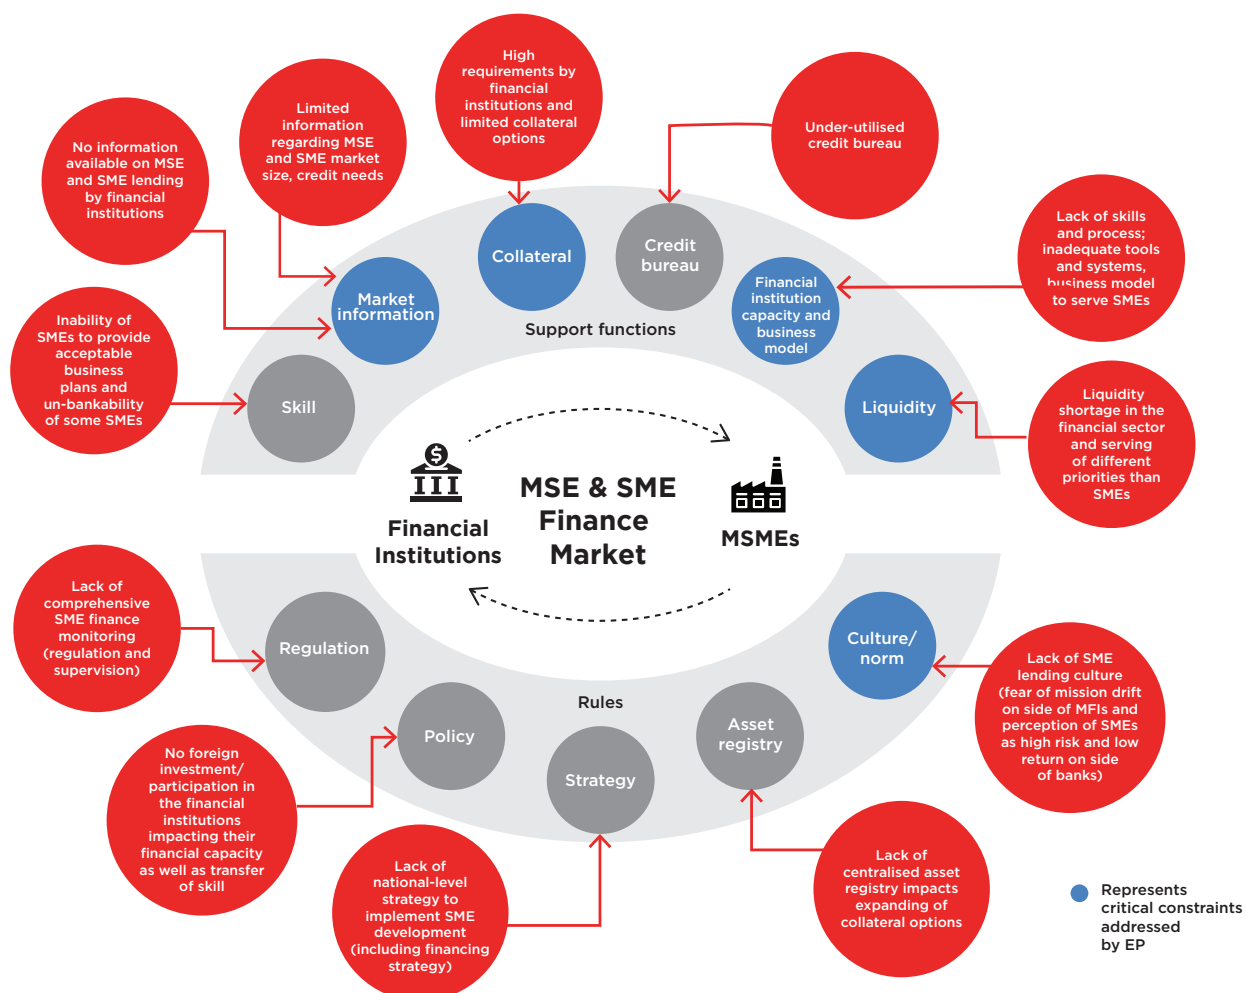 High
requirements by
financial
institutions and
limited collateral
options
Limited
information
regarding MSE
and SME market
size, credit needs
Under-utilised
credit bureau
No information
available on MSE
and SME lending
by financial
institutions
Lack of skills
and process;
inadequate tools
and systems,
business model
to serve SMEs
Inability of
SMEs to provide
acceptable
business
plans and
un-bankability
of some SMEs
Liquidity
shortage in the
financial sector
and serving
of different
priorities than
SMEs
Collateral
Credit
bureau
Market
information
Financial
institution
capacity and
business
model
Support functions
Skill
Liquidity
$
Financial
Institutions
MSE & SME
Finance
Market
MSMEs
Lack of
comprehensive
SME finance
monitoring
(regulation and
supervision)
Regulation
Culture/
norm
Lack of SME
lending culture
(fear of mission drift
on side of MFIs and
perception of SMEs
as high risk and low
return on side
of banks)
Rules
Policy
Strategy
Asset
registry
No foreign
investment/
participation in
the financial
institutions
impacting their
financial capacity
as well as transfer
of skill
Lack of
national-level
strategy to
implement SME
development
(including financing
strategy)
Lack of
centralised asset
registry impacts
expanding of
collateral options
Represents
critical constraints
addressed
by EP